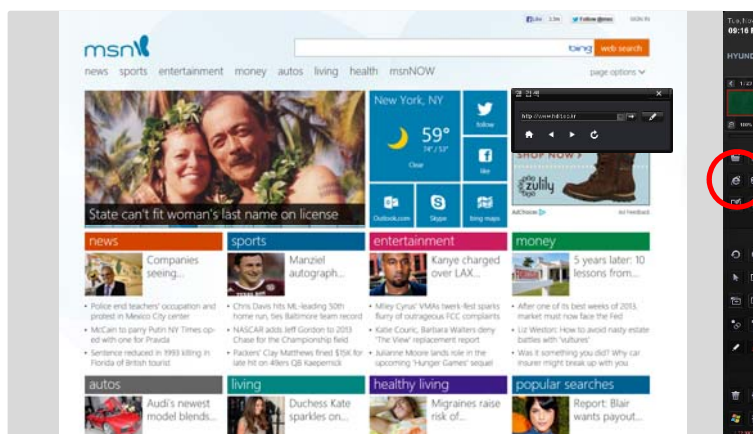 Like
Follow @msn
SIGN IN
msn
bing web search
news sports entertainment money autos living health msnNOW
page options
New York, NY
59°
74° / 53°
Clear
follow
like
Outlook.com
Skype
bing maps
웹 검색
SHOP NOW >
zulily
AdChoices
Ad Feedback
State can't fit woman's last name on license
news
Companies
seeing...
• Police end teachers' occupation and
protest in Mexico City center
• McCain to parry Putin NY Times op-
ed with one for Pravda
• Sentence reduced in 1993 killing in
Florida of British tourist
sports
Manziel
autograph...
• Chris Davis hits ML-leading 50th
home run, ties Baltimore team record
• NASCAR adds Jeff Gordon to 2013
Chase for the Championship field
• Packers' Clay Matthews fined $15K for
late hit on 49ers QB Kaepernick
entertainment
Kanye charged
over LAX...
• Miley Cyrus' VMAs twerk-fest sparks
flurry of outrageous FCC complaints
• Katie Couric, Barbara Walters deny
'The View' replacement report
• Julianne Moore lands role in the
upcoming 'Hunger Games' sequel
money
5 years later: 10
lessons from...
• After one of its best weeks of 2013,
market must now face the Fed
• Liz Weston: How to avoid nasty estate
battles with 'vultures'
• Was it something you did? Why car
insurer might break up with you
autos
Audi's newest
model blends...
living
Duchess Kate
sparkles on...
healthy living
Migraines raise
risk of...
popular searches
Report: Blair
wants payout...
09:16
HYUND